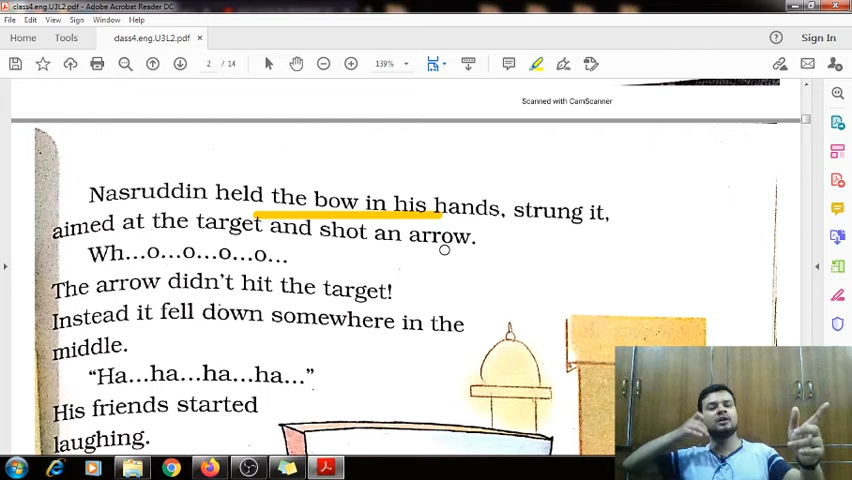 class4.eng.U3L2.pdf - Adobe Acrobat Reader DC
File Edit View Sign Window Help
Home Tools class4.eng.U3L2.pdf × Sign In
2 / 14 139%
Scanned with CamScanner
Nasruddin held the bow in his hands, strung it,
aimed at the target and shot an arrow.
Wh...o...o...o...o...
The arrow didn't hit the target!
Instead it fell down somewhere in the
middle.
“Ha...ha...ha...ha...”
His friends started
laughing.